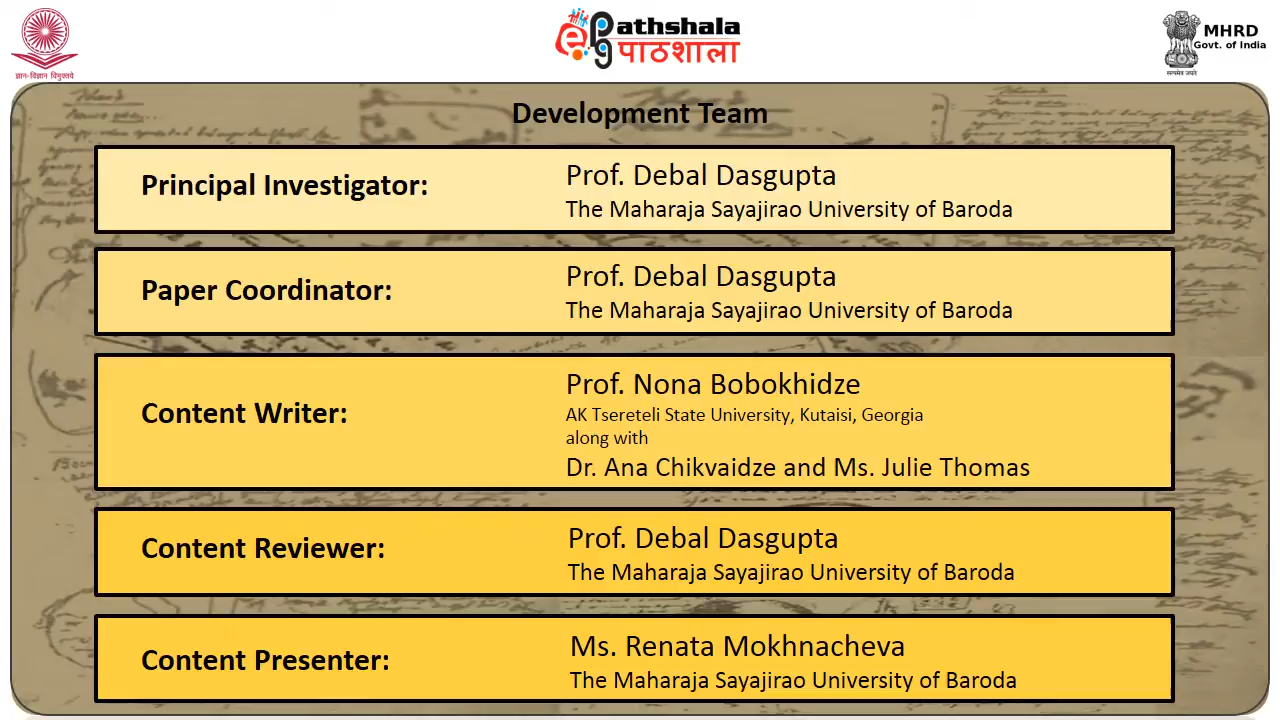 ज्ञान-विज्ञान विमुक्तये
ePG Pathshala
पाठशाला
MHRD
Govt. of India
सत्यमेव जयते
Development Team
Principal Investigator:
Prof. Debal Dasgupta
The Maharaja Sayajirao University of Baroda
Paper Coordinator:
Prof. Debal Dasgupta
The Maharaja Sayajirao University of Baroda
Content Writer:
Prof. Nona Bobokhidze
AK Tsereteli State University, Kutaisi, Georgia
along with
Dr. Ana Chikvaidze and Ms. Julie Thomas
Content Reviewer:
Prof. Debal Dasgupta
The Maharaja Sayajirao University of Baroda
Content Presenter:
Ms. Renata Mokhnacheva
The Maharaja Sayajirao University of Baroda